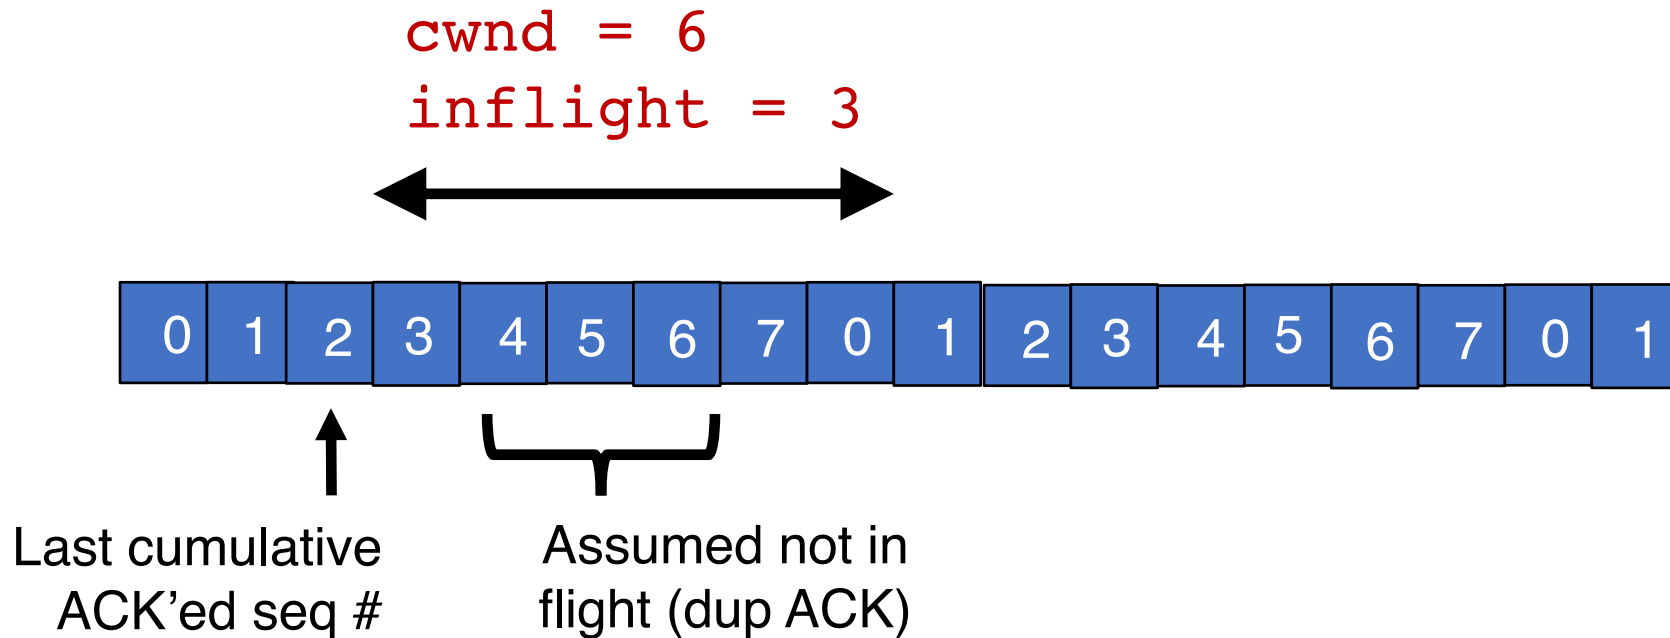 cwnd = 6
inflight = 3
0 1 2 3 4 5 6 7 0 1 2 3 4 5 6 7 0 1
Last cumulative
ACK’ed seq #
Assumed not in
flight (dup ACK)